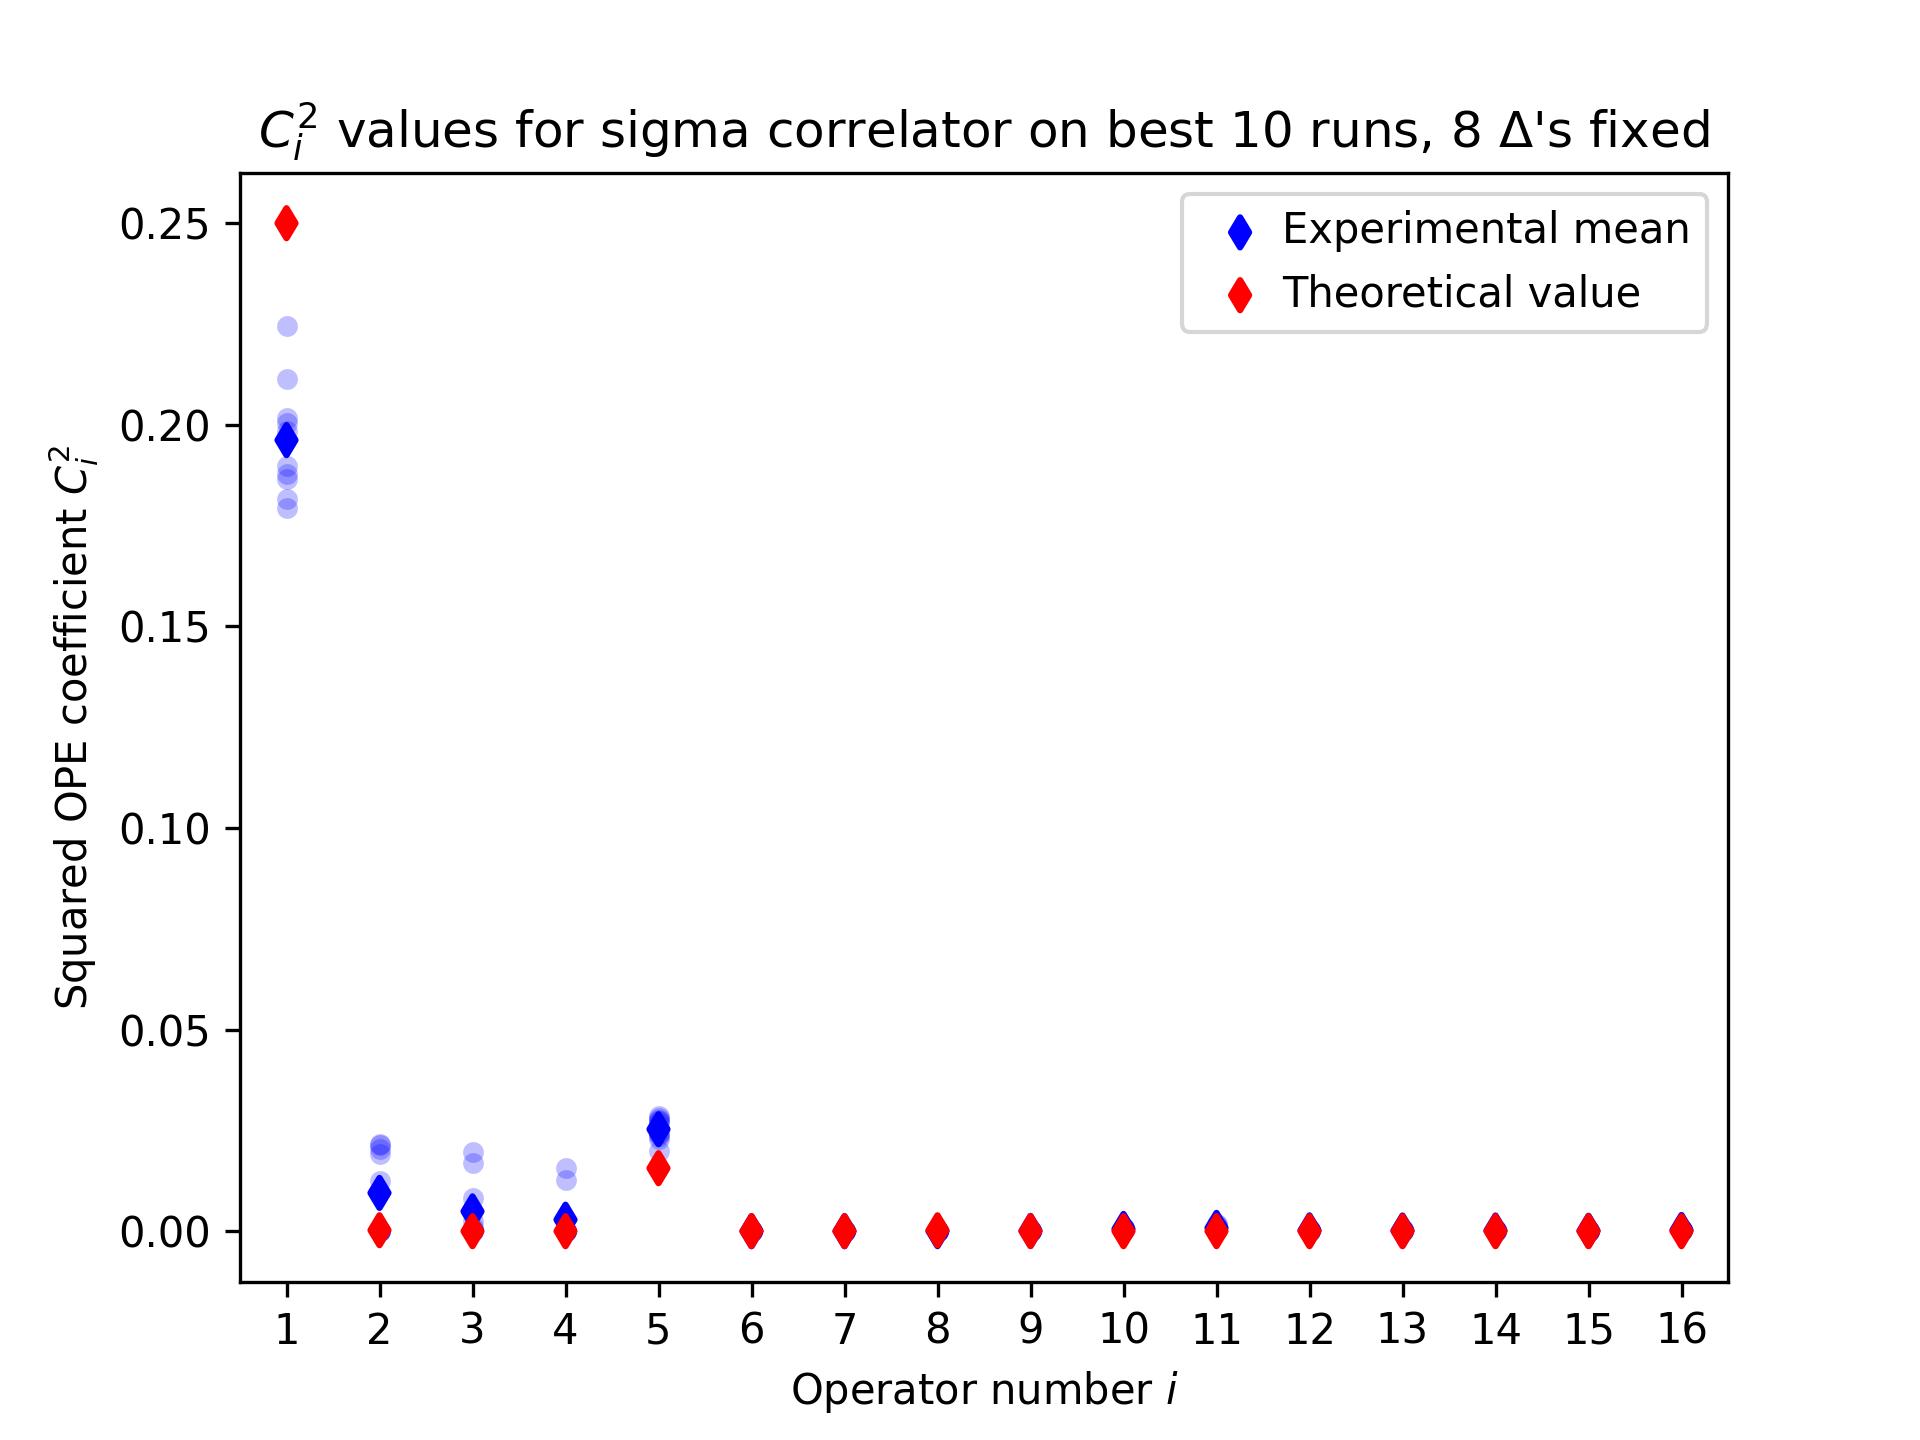 $C_i^2$ values for sigma correlator on best 10 runs, 8 Δ's fixed
Experimental mean
Theoretical value
Squared OPE coefficient $C_i^2$
0.25
0.20
0.15
0.10
0.05
0.00
1 2 3 4 5 6 7 8 9 10 11 12 13 14 15 16
Operator number i